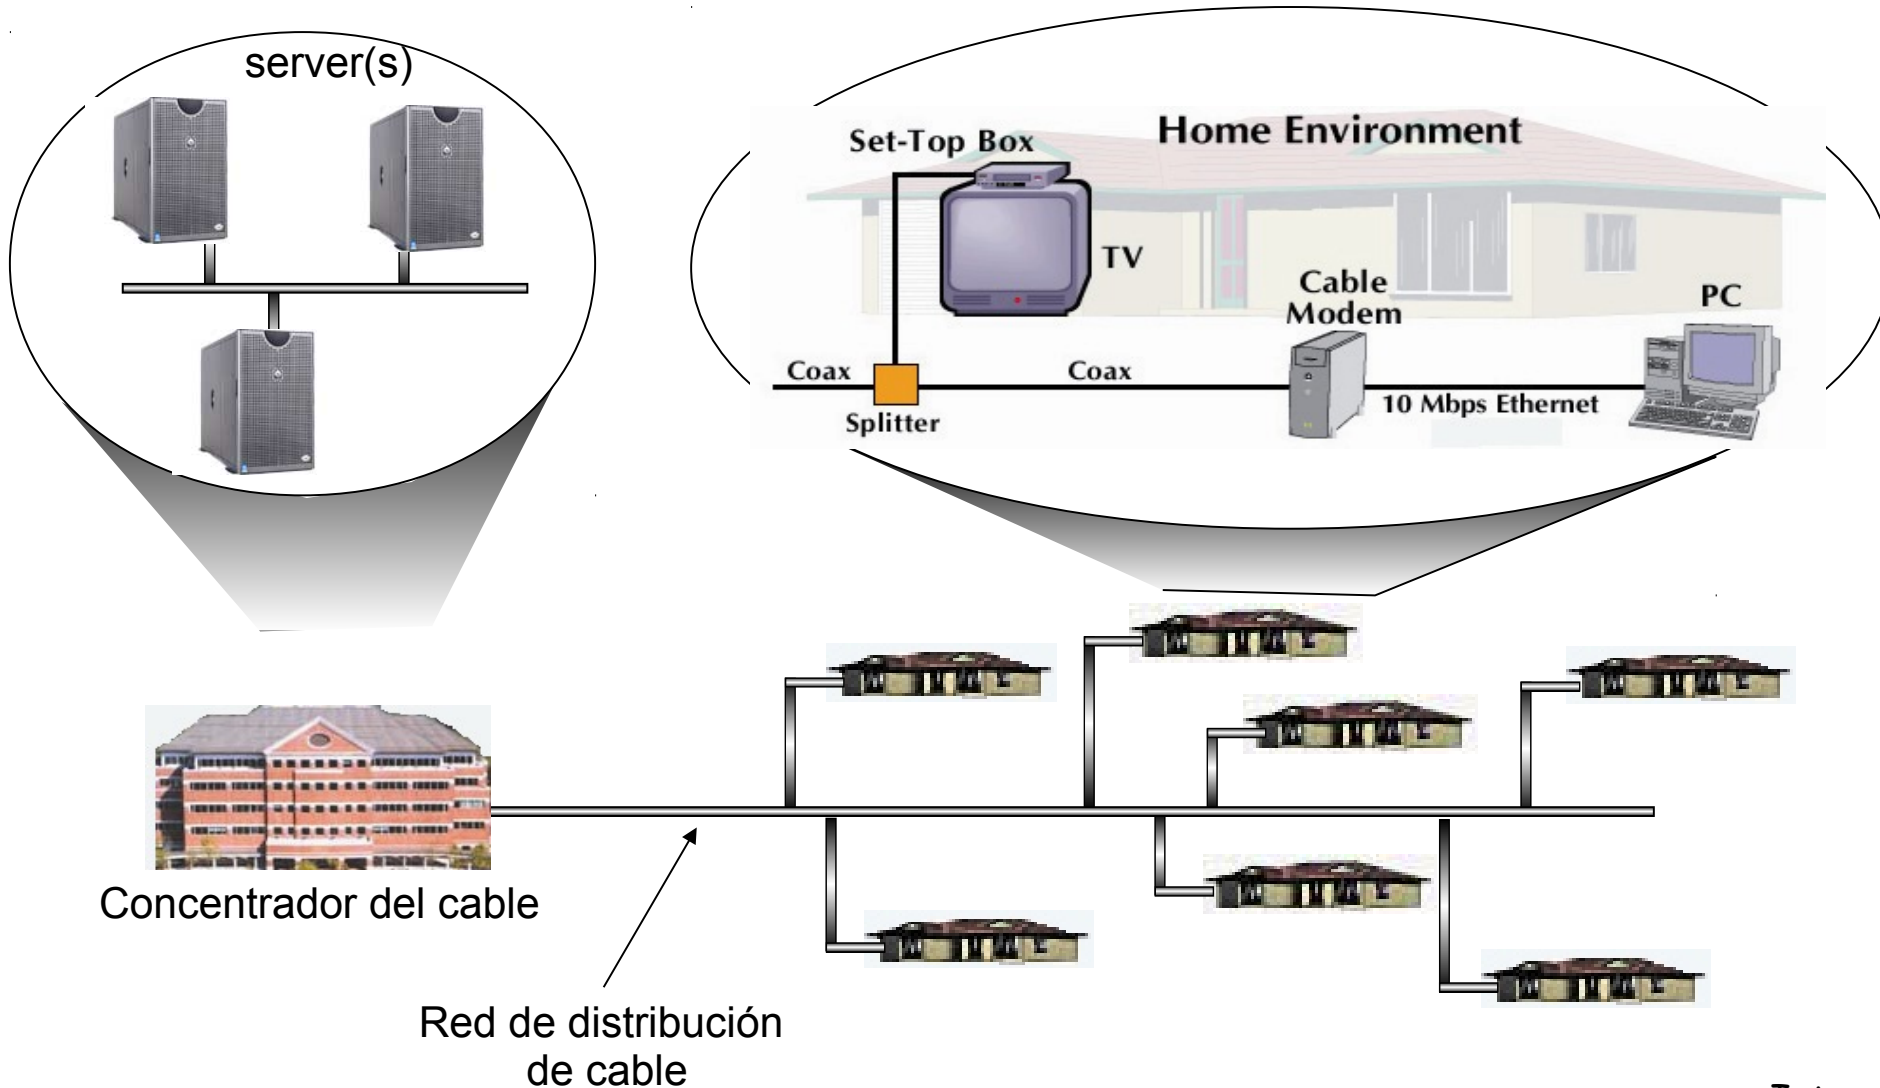 server(s)
Home Environment
Set-Top Box
TV
Cable
Modem
PC
Coax
Coax
10 Mbps Ethernet
Splitter
Concentrador del cable
Red de distribución
de cable